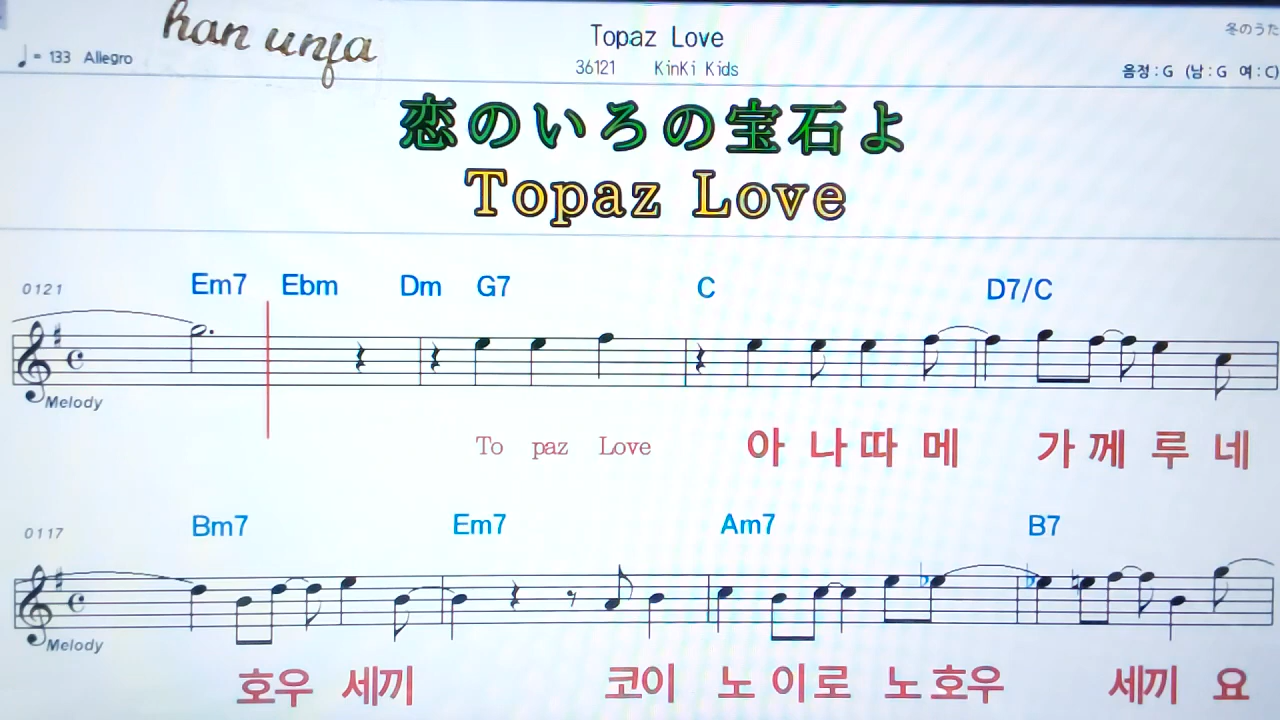 han unfa
Topaz Love
冬のうた
♩= 133 Allegro
36121 KinKi Kids
음정 : G (남 : G 여 : C)
恋のいろの宝石よ
Topaz Love
0121
Em7 Ebm Dm G7 C D7/C
Melody
To paz Love 아 나 따 메 가 께 루 네
0117
Bm7 Em7 Am7 B7
Melody
호우 세끼 코이 노 이로 노 호우 세끼 요